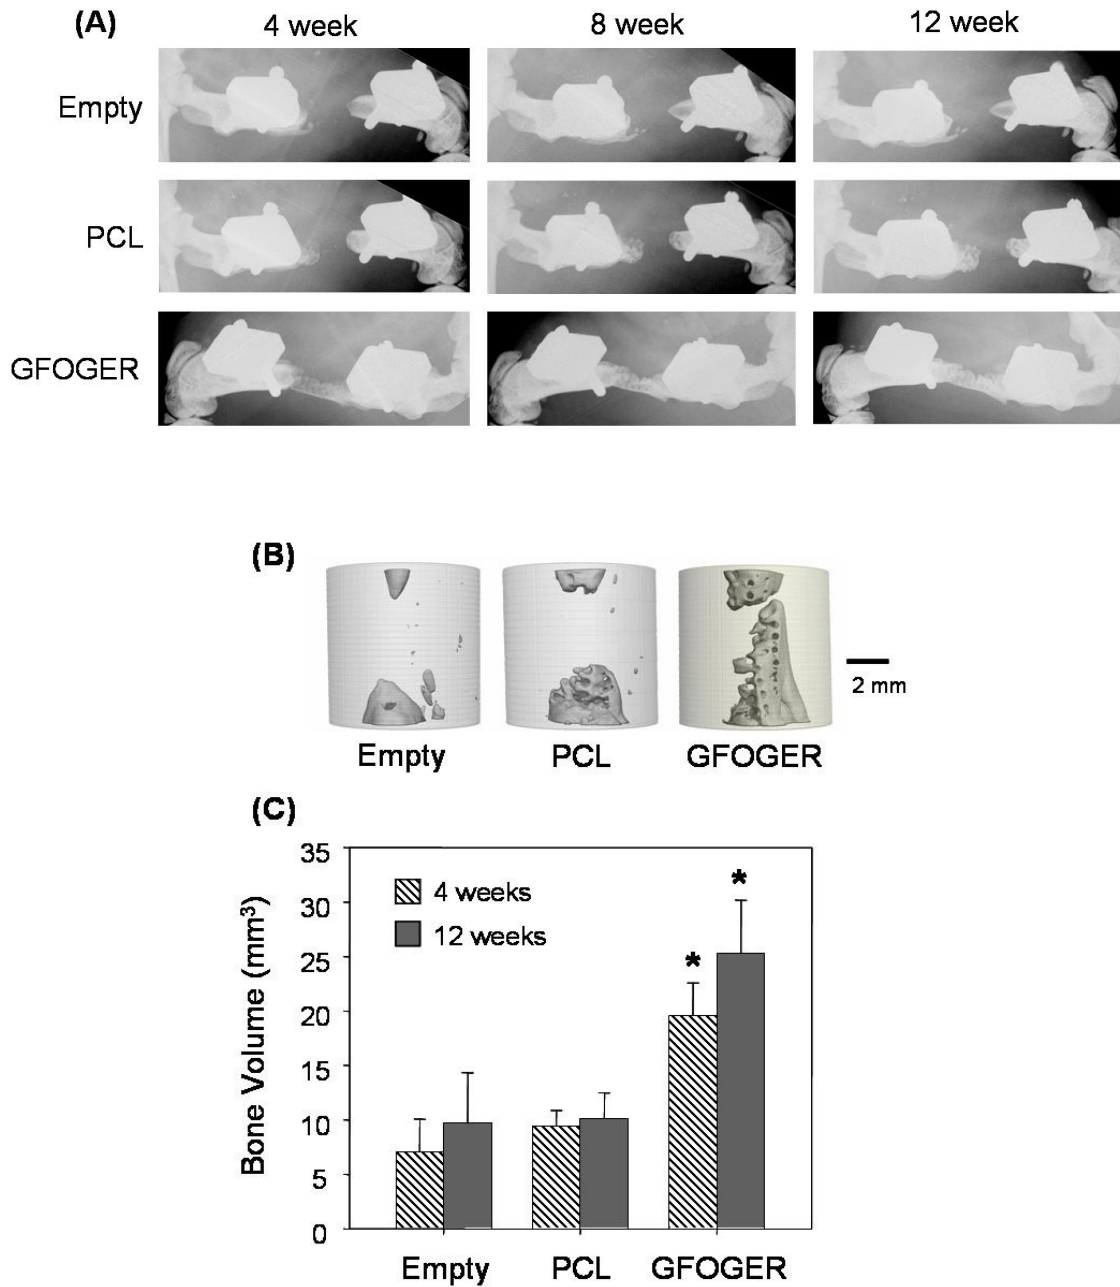 (A) 4 week 8 week 12 week
Empty
PCL
GFOGER
(B)
2 mm
Empty PCL GFOGER
(C)
Bone Volume (mm³)
35
30
25
20
15
10
5
0
4 weeks
12 weeks
*
*
Empty PCL GFOGER